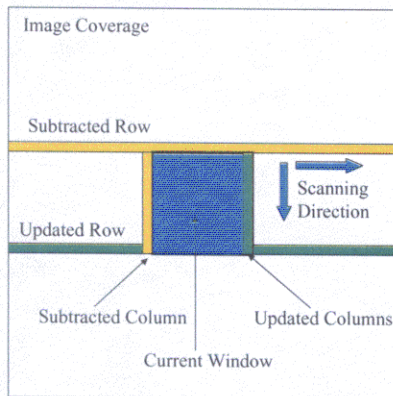 Image Coverage
Subtracted Row
Scanning
Direction
Updated Row
Subtracted Column
Updated Columns
Current Window